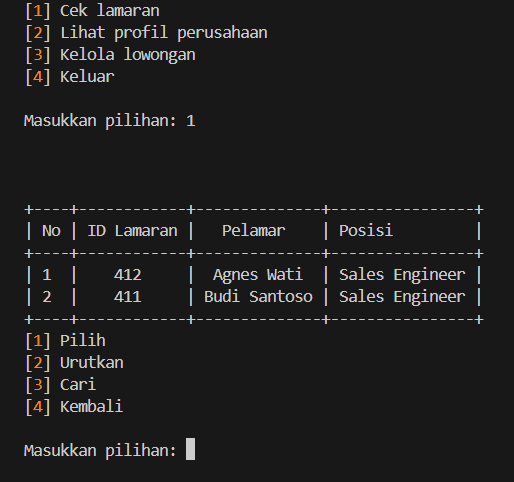 [1] Cek lamaran
[2] Lihat profil perusahaan
[3] Kelola lowongan
[4] Keluar
Masukkan pilihan: 1
+----+------------+--------------+----------------+
| No | ID Lamaran |   Pelamar    | Posisi         |
+----+------------+--------------+----------------+
| 1  |    412     |  Agnes Wati  | Sales Engineer |
| 2  |    411     | Budi Santoso | Sales Engineer |
+----+------------+--------------+----------------+
[1] Pilih
[2] Urutkan
[3] Cari
[4] Kembali
Masukkan pilihan: